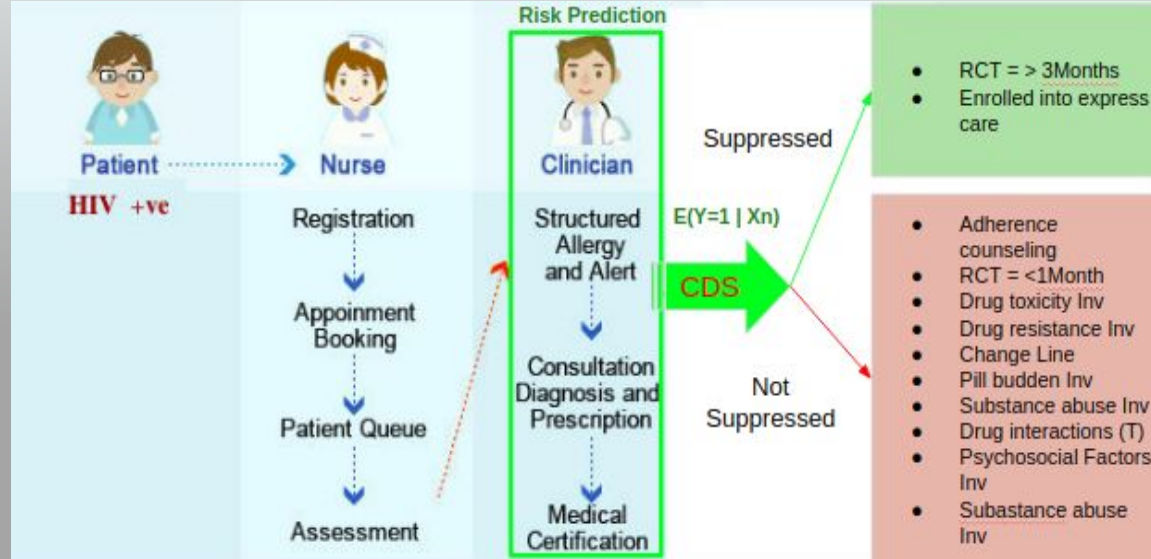 Risk Prediction
Patient
HIV +ve
Nurse
Registration
Appoinment
Booking
Patient Queue
Assessment
Clinician
Structured
Allergy
and Alert
Consultation
Diagnosis and
Prescription
Medical
Certification
E(Y=1 | Xn)
CDS
Suppressed
Not
Suppressed
• RCT = > 3Months
• Enrolled into express
care
• Adherence
counseling
• RCT = <1Month
• Drug toxicity Inv
• Drug resistance Inv
• Change Line
• Pill budden Inv
• Substance abuse Inv
• Drug interactions (T)
• Psychosocial Factors
Inv
• Subastance abuse
Inv